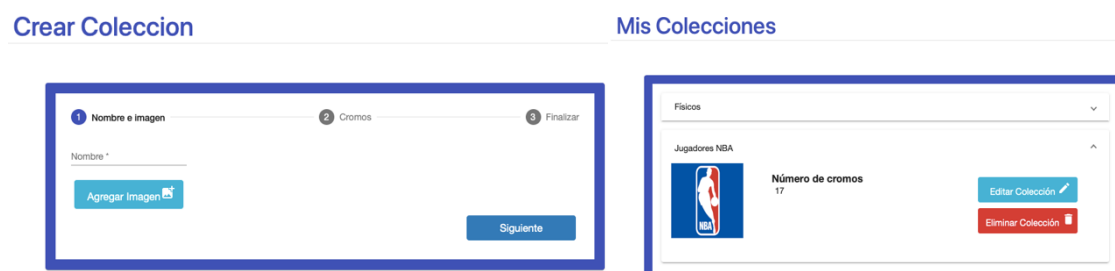 Crear Coleccion
1 Nombre e imagen
2 Cromos
3 Finalizar
Nombre *
Agregar Imagen
Siguiente
Mis Colecciones
Físicos
Jugadores NBA
NBA
Número de cromos
17
Editar Colección
Eliminar Colección